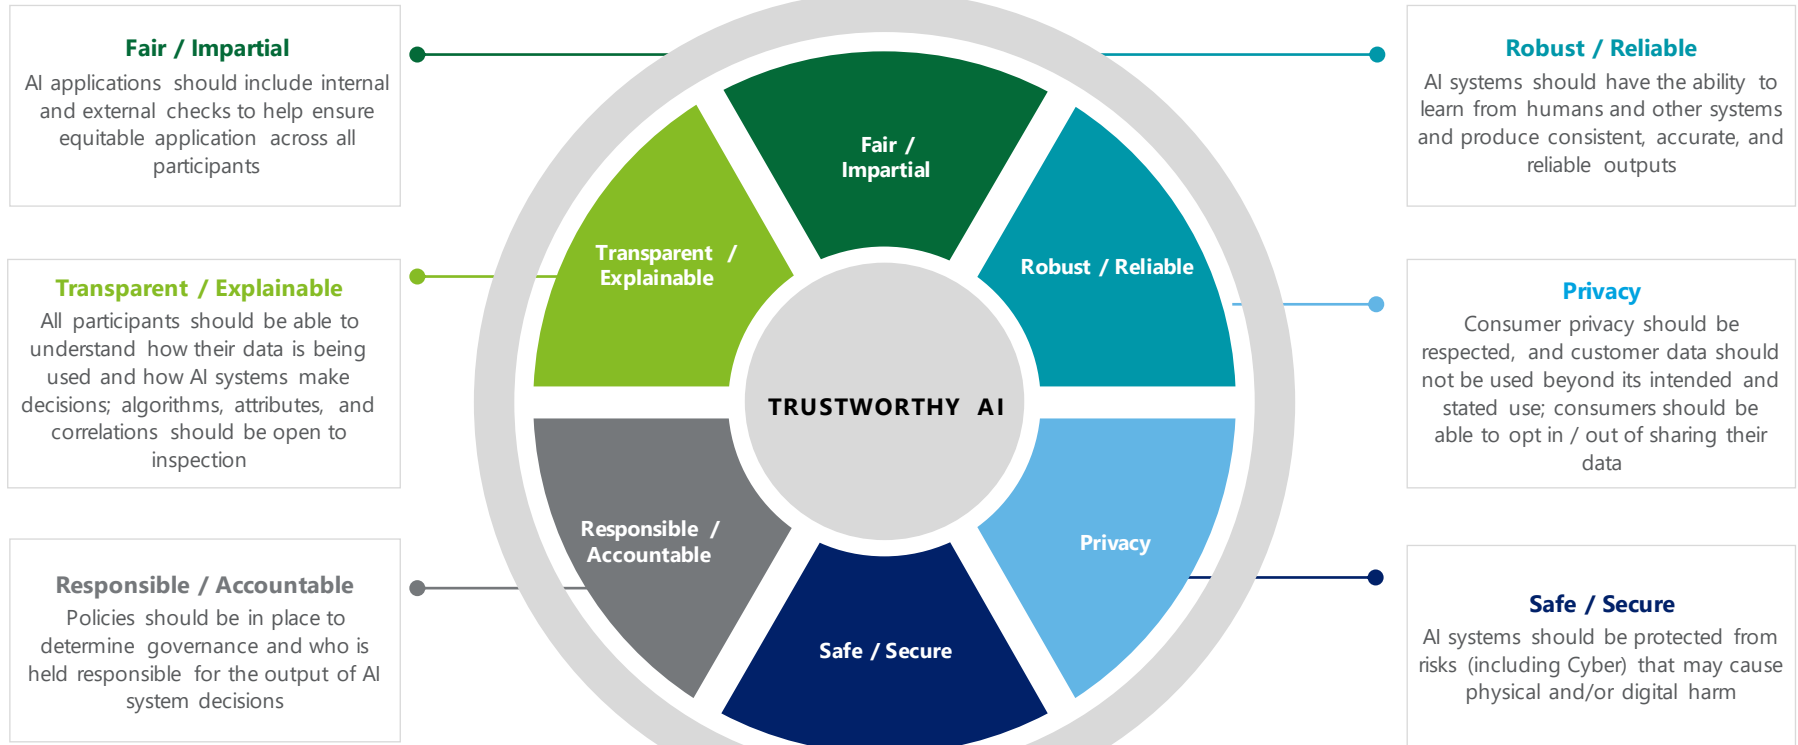 Fair / Impartial
AI applications should include internal
and external checks to help ensure
equitable application across all
participants
Transparent / Explainable
All participants should be able to
understand how their data is being
used and how AI systems make
decisions; algorithms, attributes, and
correlations should be open to
inspection
Responsible / Accountable
Policies should be in place to
determine governance and who is
held responsible for the output of AI
system decisions
Fair /
Impartial
Transparent /
Explainable
Robust / Reliable
TRUSTWORTHY AI
Responsible /
Accountable
Privacy
Safe / Secure
Robust / Reliable
AI systems should have the ability to
learn from humans and other systems
and produce consistent, accurate, and
reliable outputs
Privacy
Consumer privacy should be
respected, and customer data should
not be used beyond its intended and
stated use; consumers should be
able to opt in / out of sharing their
data
Safe / Secure
AI systems should be protected from
risks (including Cyber) that may cause
physical and/or digital harm